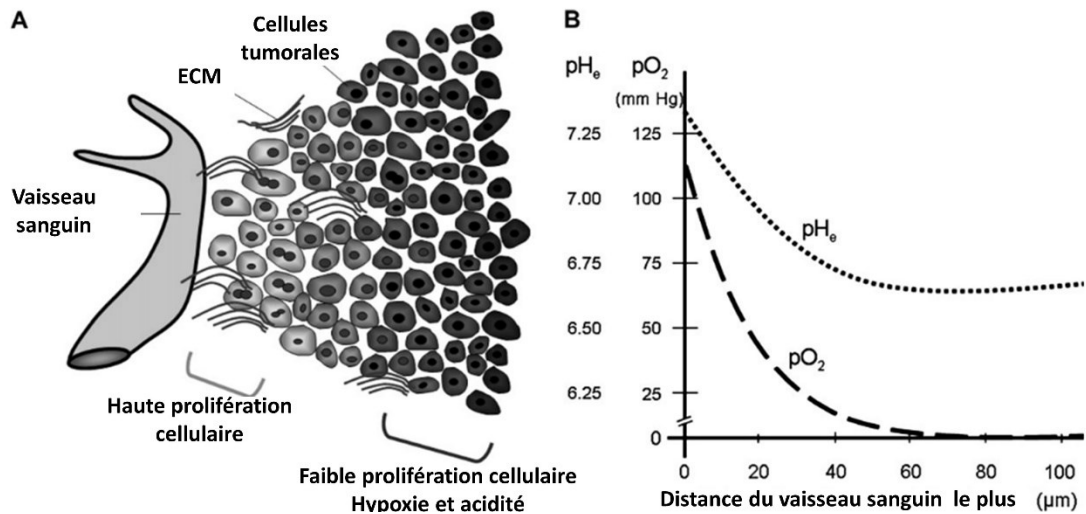 A
Cellules
tumorales
ECM
Vaisseau
sanguin
Haute prolifération
cellulaire
Faible prolifération cellulaire
Hypoxie et acidité
B
pHe pO2
(mm Hg)
7.25 125
7.00 100
6.75 75
6.50 50
6.25 25
0
pHe
pO2
0 20 40 60 80 100
Distance du vaisseau sanguin le plus (µm)